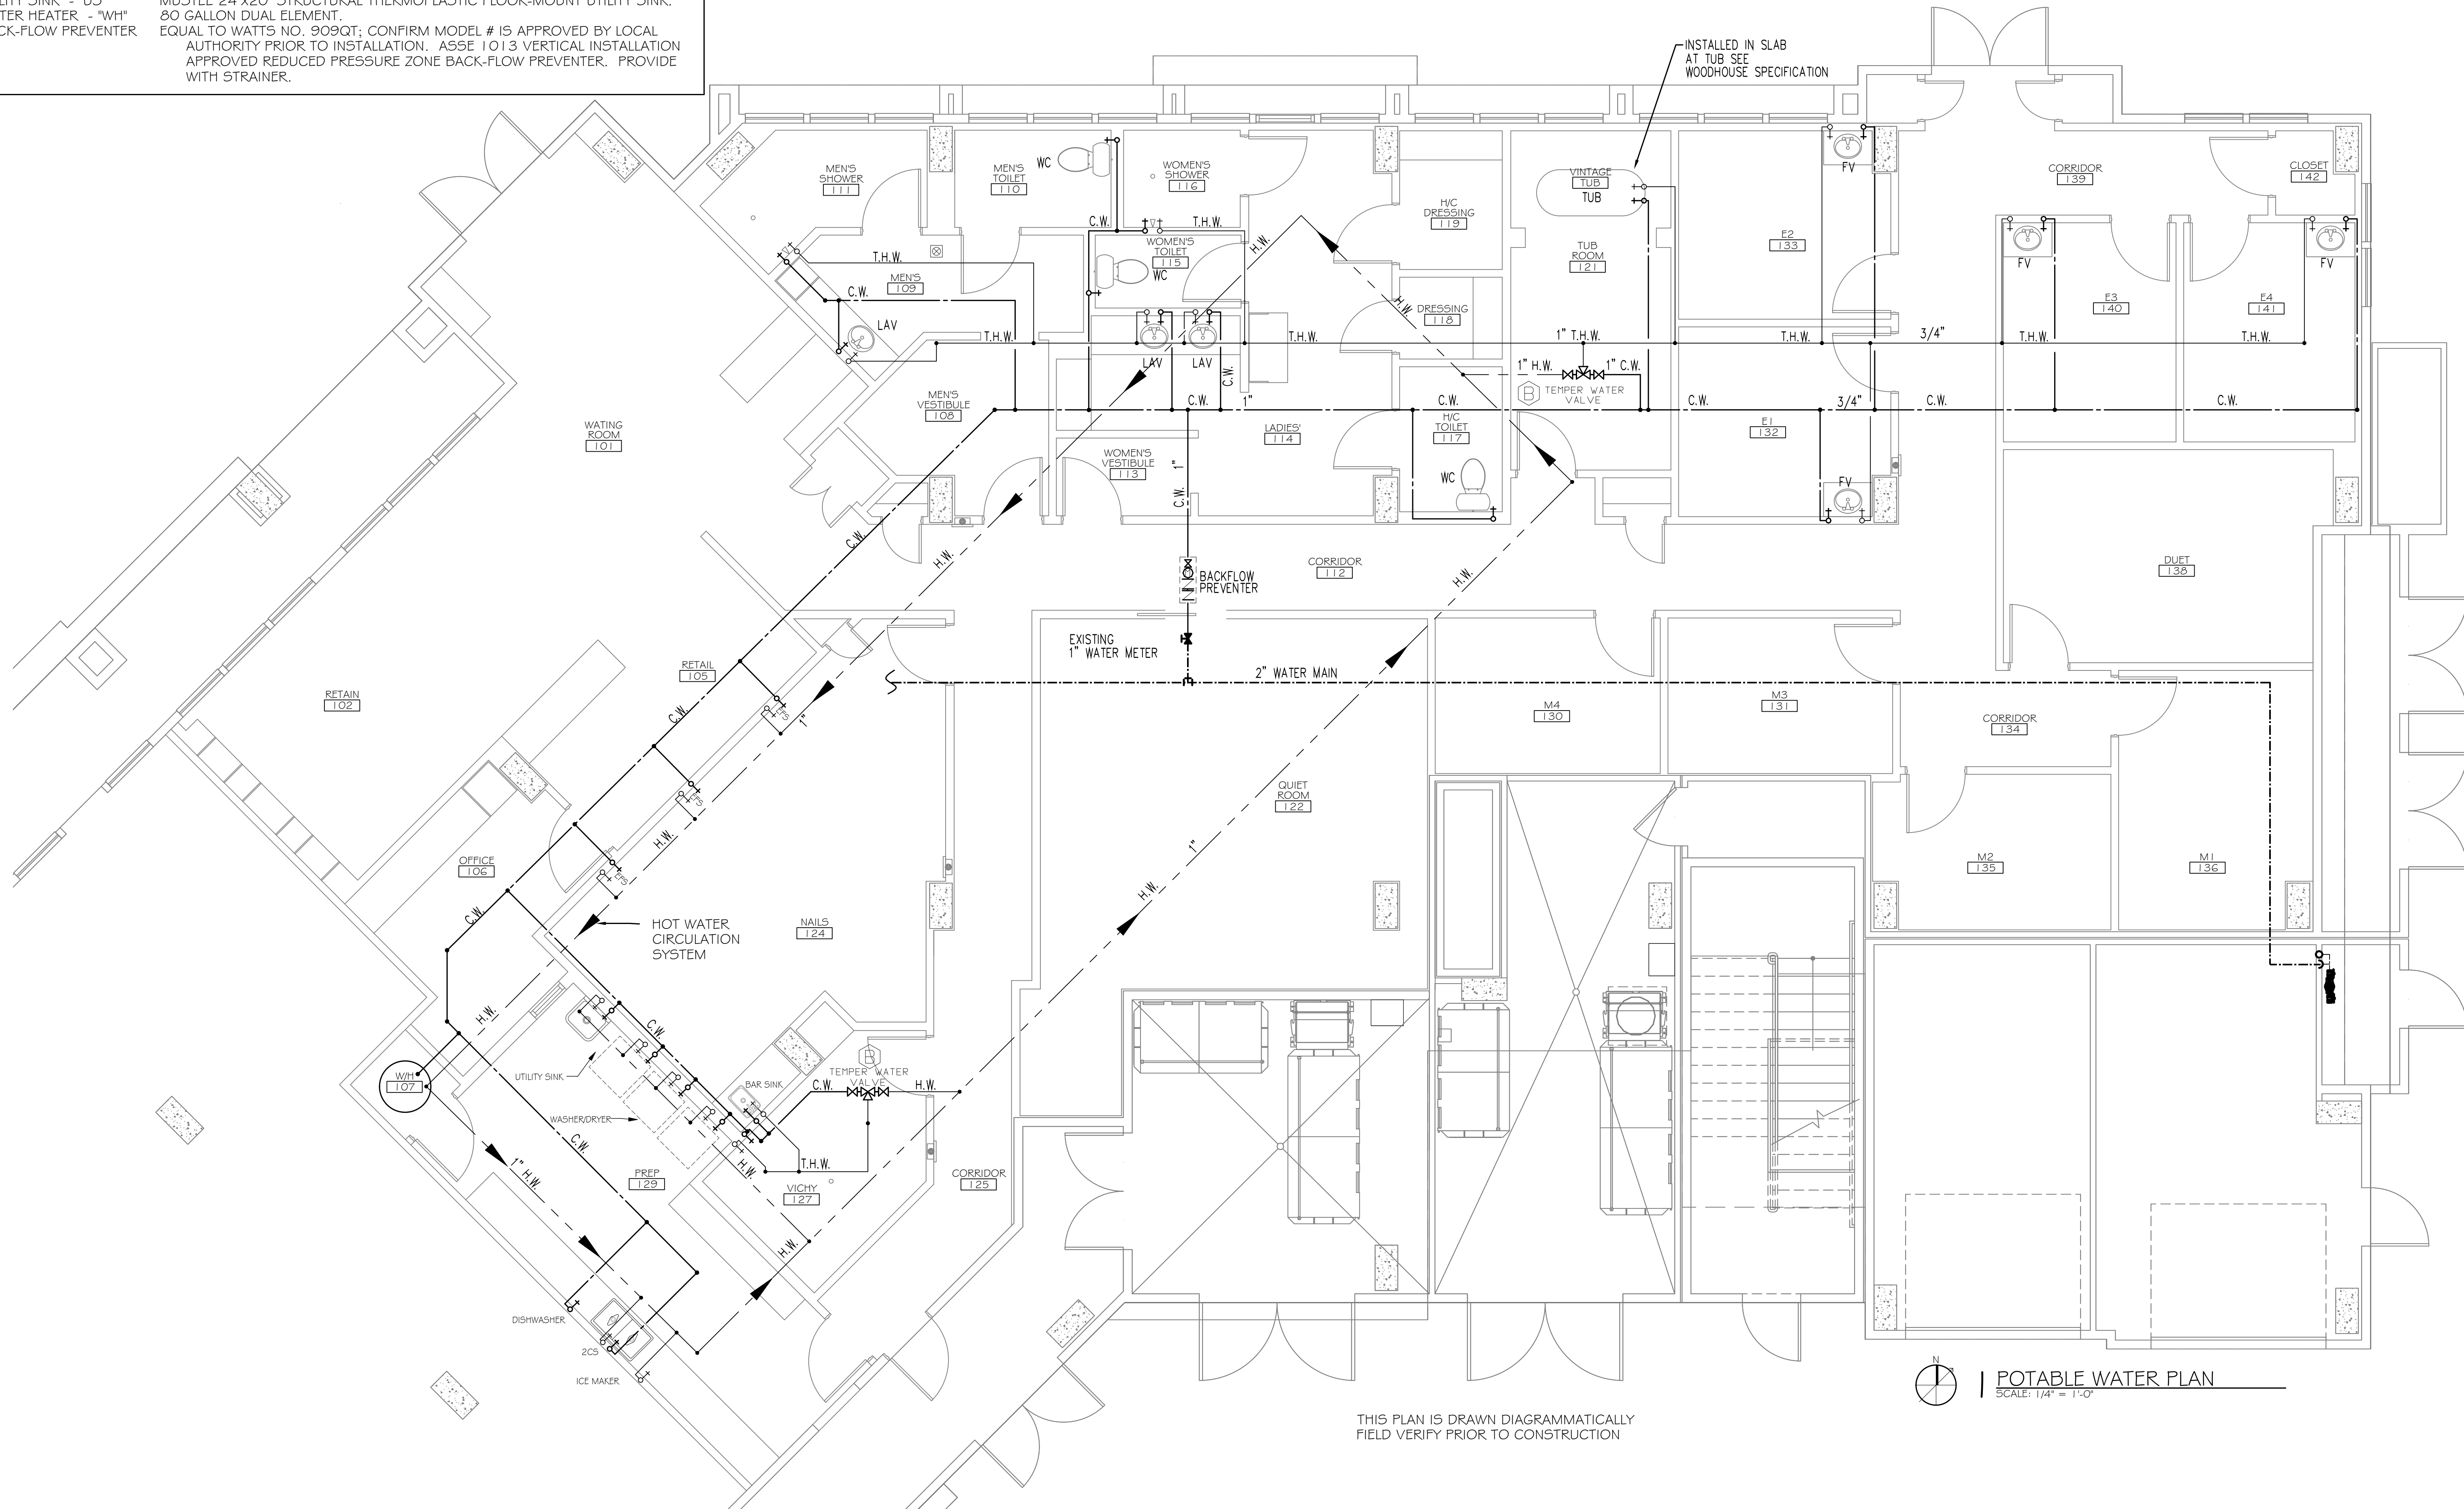 80 GALLON DUAL ELEMENT.
TER HEATER - "WH"
CK-FLOW PREVENTER
EQUAL TO WATTS NO. 909QT; CONFIRM MODEL # IS APPROVED BY LOCAL
AUTHORITY PRIOR TO INSTALLATION. ASSE 1013 VERTICAL INSTALLATION
APPROVED REDUCED PRESSURE ZONE BACK-FLOW PREVENTER. PROVIDE
WITH STRAINER.
INSTALLED IN SLAB
AT TUB SEE
WOODHOUSE SPECIFICATION
MEN'S
SHOWER
111
MEN'S
TOILET
110
WC
WOMEN'S
SHOWER
116
H/C
DRESSING
119
VINTAGE
TUB
TUB
TUB
ROOM
121
E2
133
FV
CORRIDOR
139
CLOSET
142
C.W.
T.H.W.
WOMEN'S
TOILET
115
WC
H.W.
T.H.W.
MEN'S
109
C.W.
LAV
FV
FV
E3
140
E4
141
H.W.
DRESSING
118
T.H.W.
T.H.W.
1" T.H.W.
T.H.W.
3/4"
T.H.W.
T.H.W.
LAV
LAV
C.W.
1" H.W.
1" C.W.
B
TEMPER WATER
VALVE
MEN'S
VESTIBULE
108
C.W.
1"
C.W.
C.W.
3/4"
C.W.
C.W.
H/C
TOILET
117
E1
132
WATING
ROOM
101
LADIES'
114
WOMEN'S
VESTIBULE
113
C.W. 1"
WC
FV
C.W.
H.W.
BACKFLOW
PREVENTER
CORRIDOR
112
H.W.
DUET
138
EXISTING
1" WATER METER
2" WATER MAIN
RETAIL
105
RETAIN
102
EFS
1"
C.W.
M4
130
M3
131
CORRIDOR
134
EFS
H.W.
QUIET
ROOM
122
1"
H.W.
OFFICE
106
EFS
C.W.
M2
135
M1
136
HOT WATER
CIRCULATION
SYSTEM
NAILS
124
H.W.
C.W.
W/H
107
UTILITY SINK
BAR SINK
B
TEMPER WATER
VALVE
C.W.
H.W.
WASHER/DRYER
C.W.
1" H.W.
H.W.
T.H.W.
PREP
129
VICHY
127
CORRIDOR
125
H.W.
DISHWASHER
2CS
ICE MAKER
N
1
POTABLE WATER PLAN
SCALE: 1/4" = 1'-0"
THIS PLAN IS DRAWN DIAGRAMMATICALLY
FIELD VERIFY PRIOR TO CONSTRUCTION